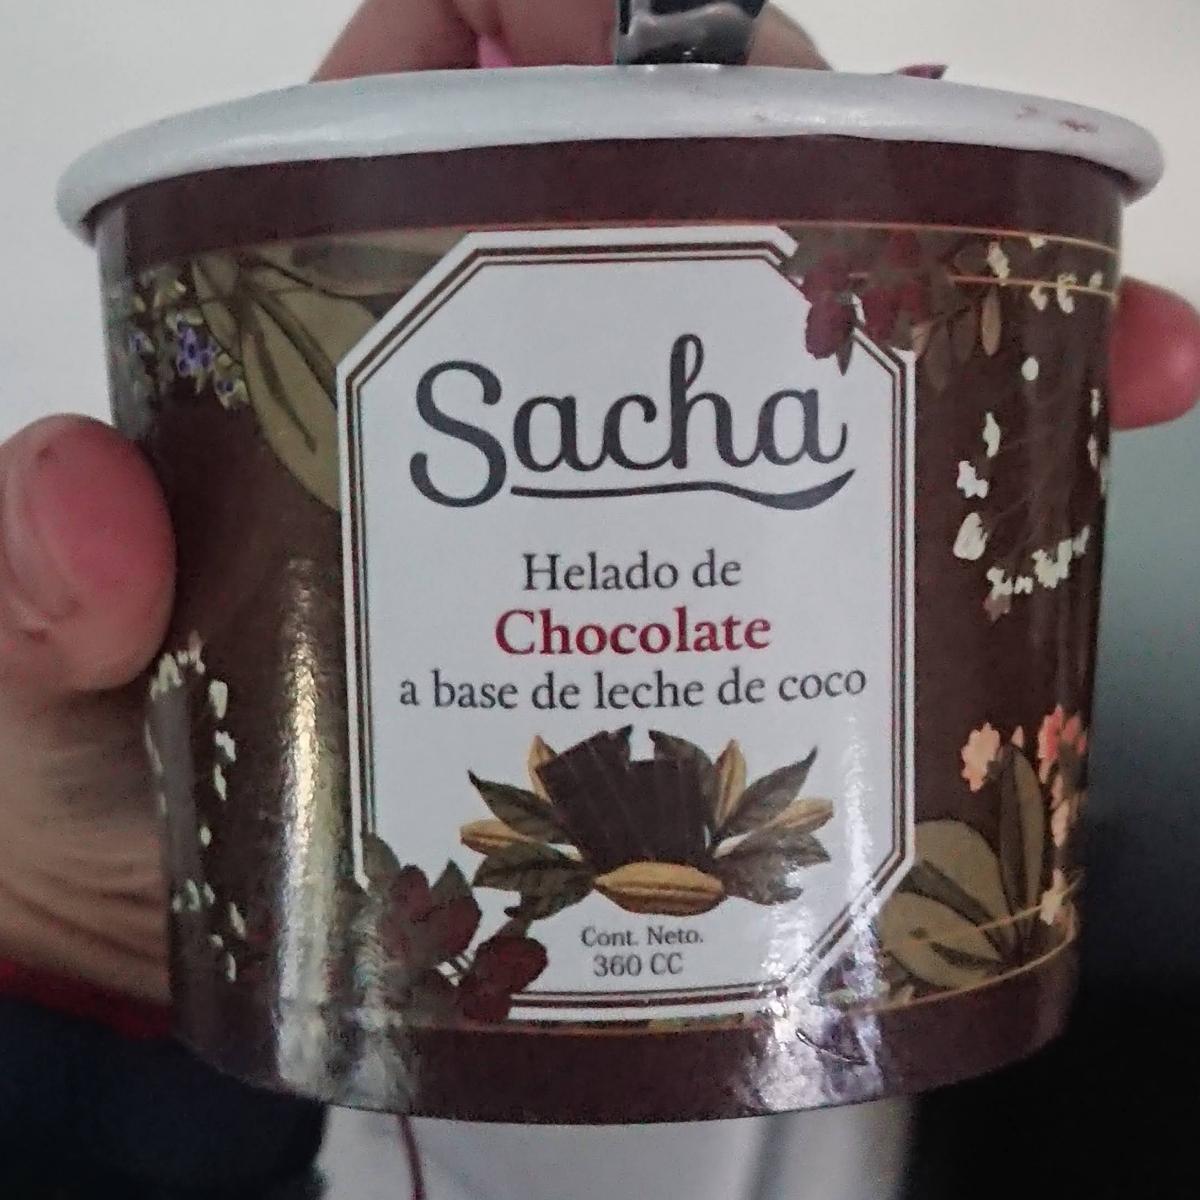 Sacha
Helado de
Chocolate
a base de leche de coco
Cont. Neto.
360 CC